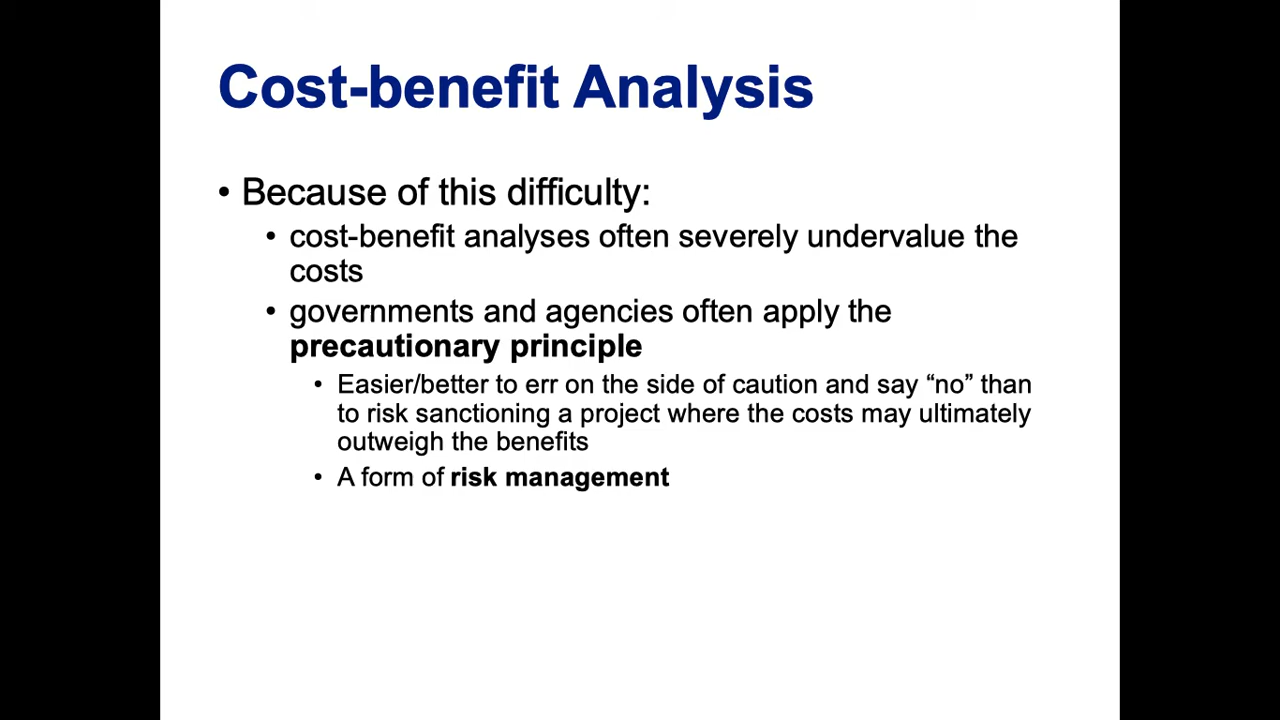 Cost-benefit Analysis
• Because of this difficulty:
• cost-benefit analyses often severely undervalue the
costs
• governments and agencies often apply the
precautionary principle
• Easier/better to err on the side of caution and say “no” than
to risk sanctioning a project where the costs may ultimately
outweigh the benefits
• A form of risk management